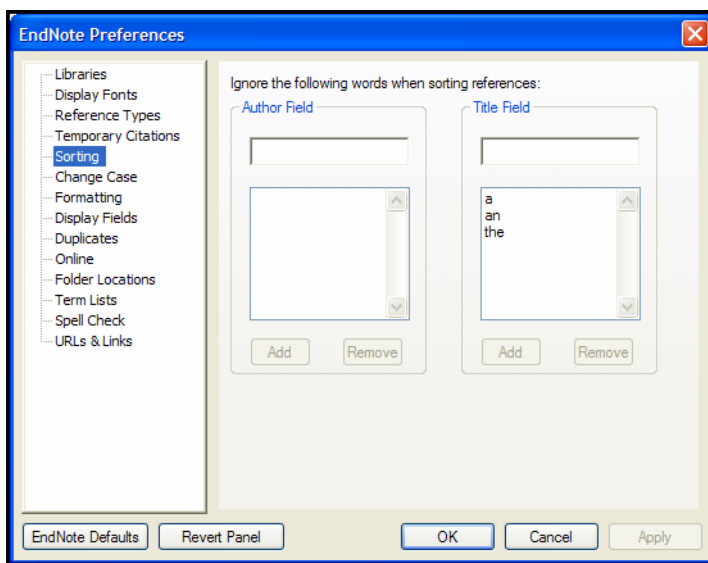 EndNote Preferences
Libraries
Display Fonts
Reference Types
Temporary Citations
Sorting
Change Case
Formatting
Display Fields
Duplicates
Online
Folder Locations
Term Lists
Spell Check
URLs & Links
Ignore the following words when sorting references:
Author Field
Add
Remove
Title Field
a
an
the
Add
Remove
EndNote Defaults
Revert Panel
OK
Cancel
Apply